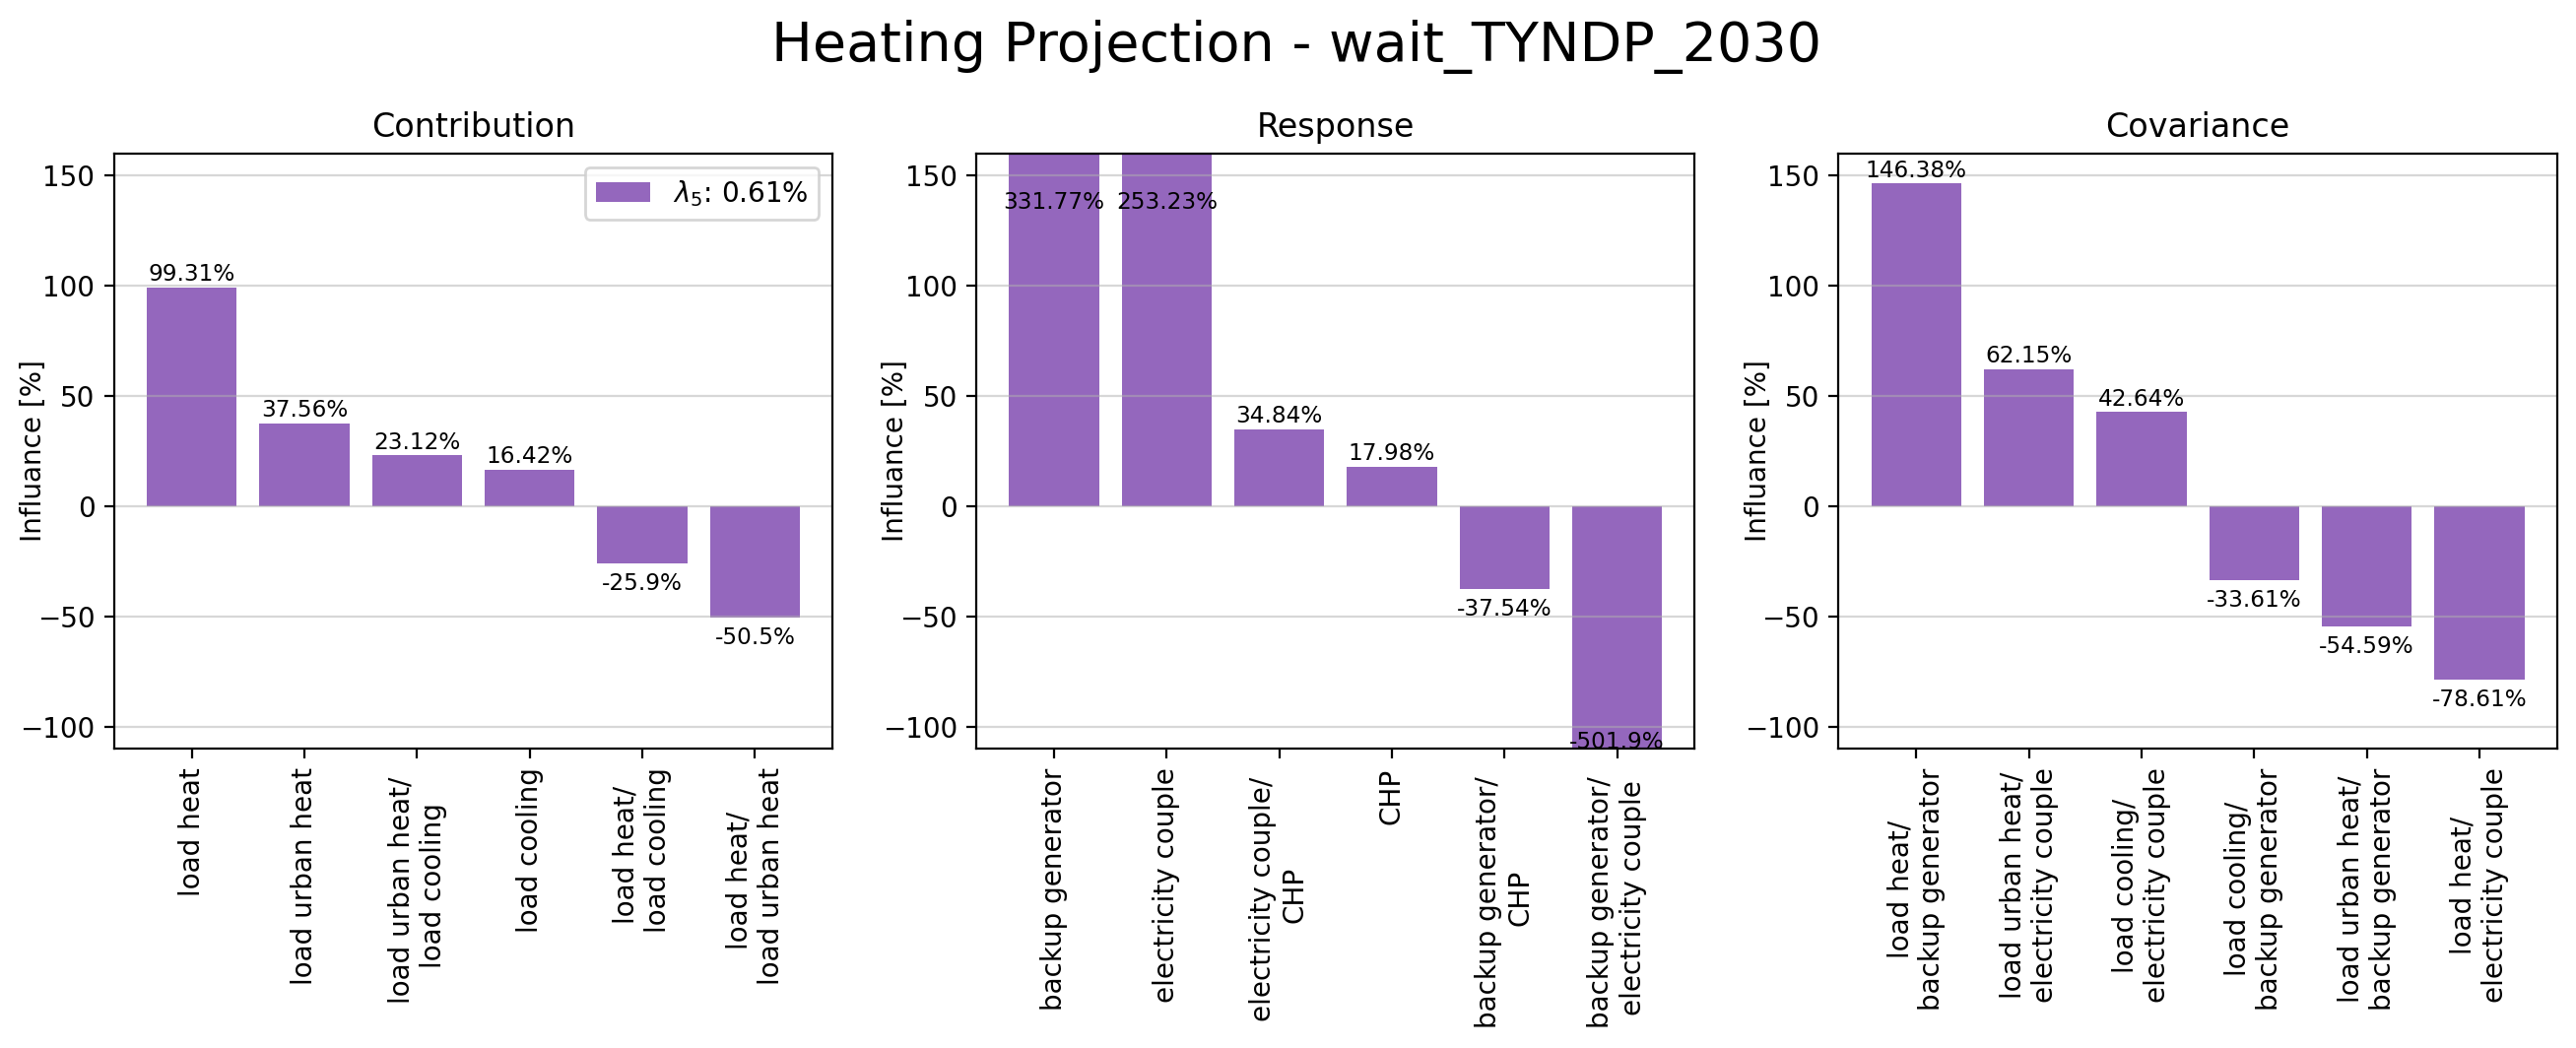 Heating Projection - wait_TYNDP_2030
Contribution
Influance [%]
150
100
50
0
−50
−100
λ5: 0.61%
99.31%
37.56%
23.12%
16.42%
-25.9%
-50.5%
load heat
load urban heat
load urban heat/
load cooling
load cooling
load heat/
load cooling
load heat/
load urban heat
Response
Influance [%]
150
100
50
0
−50
−100
331.77%
253.23%
34.84%
17.98%
-37.54%
-501.9%
backup generator
electricity couple
electricity couple/
CHP
CHP
backup generator/
CHP
backup generator/
electricity couple
Covariance
Influance [%]
150
100
50
0
−50
−100
146.38%
62.15%
42.64%
-33.61%
-54.59%
-78.61%
load heat/
backup generator
load urban heat/
electricity couple
load cooling/
electricity couple
load cooling/
backup generator
load urban heat/
backup generator
load heat/
electricity couple